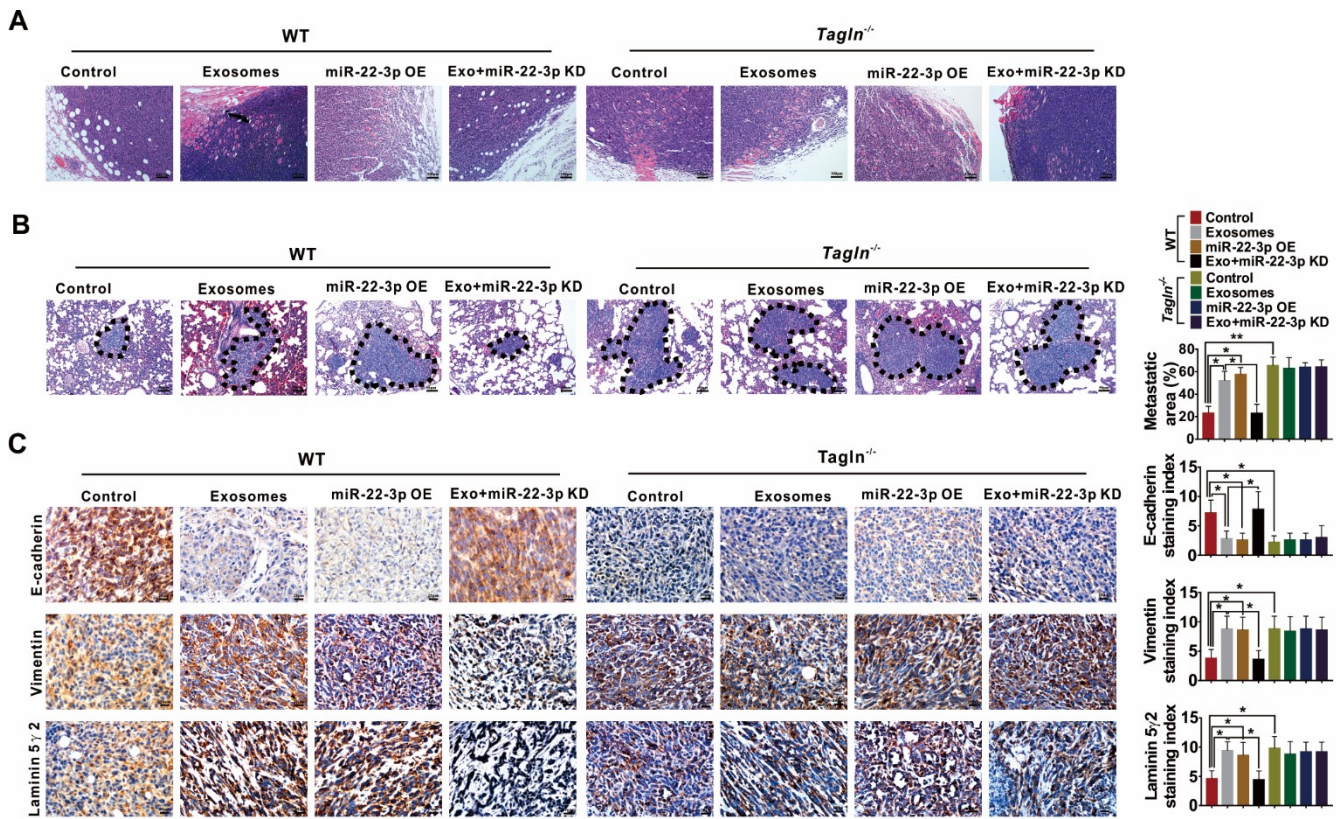 A
WT
Tagln-/-
Control Exosomes miR-22-3p OE Exo+miR-22-3p KD Control Exosomes miR-22-3p OE Exo+miR-22-3p KD
B
WT
Tagln-/-
Control Exosomes miR-22-3p OE Exo+miR-22-3p KD Control Exosomes miR-22-3p OE Exo+miR-22-3p KD
WT
Control
Exosomes
miR-22-3p OE
Exo+miR-22-3p KD
Tagln-/-
Control
Exosomes
miR-22-3p OE
Exo+miR-22-3p KD
Metastatic
area (%)
80
60
40
20
0
**
*
* *
C
WT
Tagln-/-
Control Exosomes miR-22-3p OE Exo+miR-22-3p KD Control Exosomes miR-22-3p OE Exo+miR-22-3p KD
E-cadherin
Vimentin
Laminin 5γ2
E-cadherin
staining index
15
10
5
0
*
* * *
Vimentin
staining index
15
10
5
0
*
*
* *
Laminin 5γ2
staining index
15
10
5
0
*
*
* *